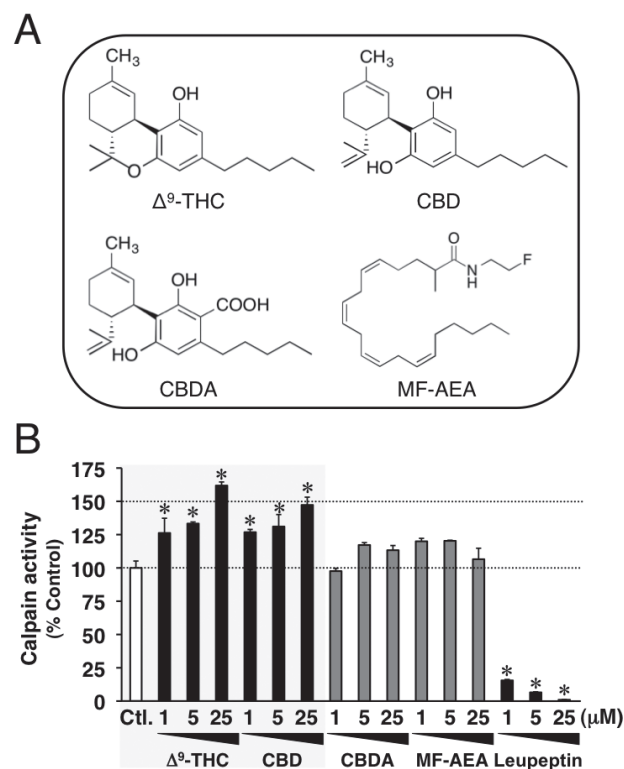 A
CH₃
OH
O
Δ⁹-THC
CH₃
OH
HO
CBD
CH₃
OH
COOH
HO
CBDA
O
N
H
F
MF-AEA
B
Calpain activity
(% Control)
175
150
125
100
75
50
25
0
* * * * * * * * *
Ctl. 1 5 25 1 5 25 1 5 25 1 5 25 1 5 25 (μM)
Δ⁹-THC CBD CBDA MF-AEA Leupeptin